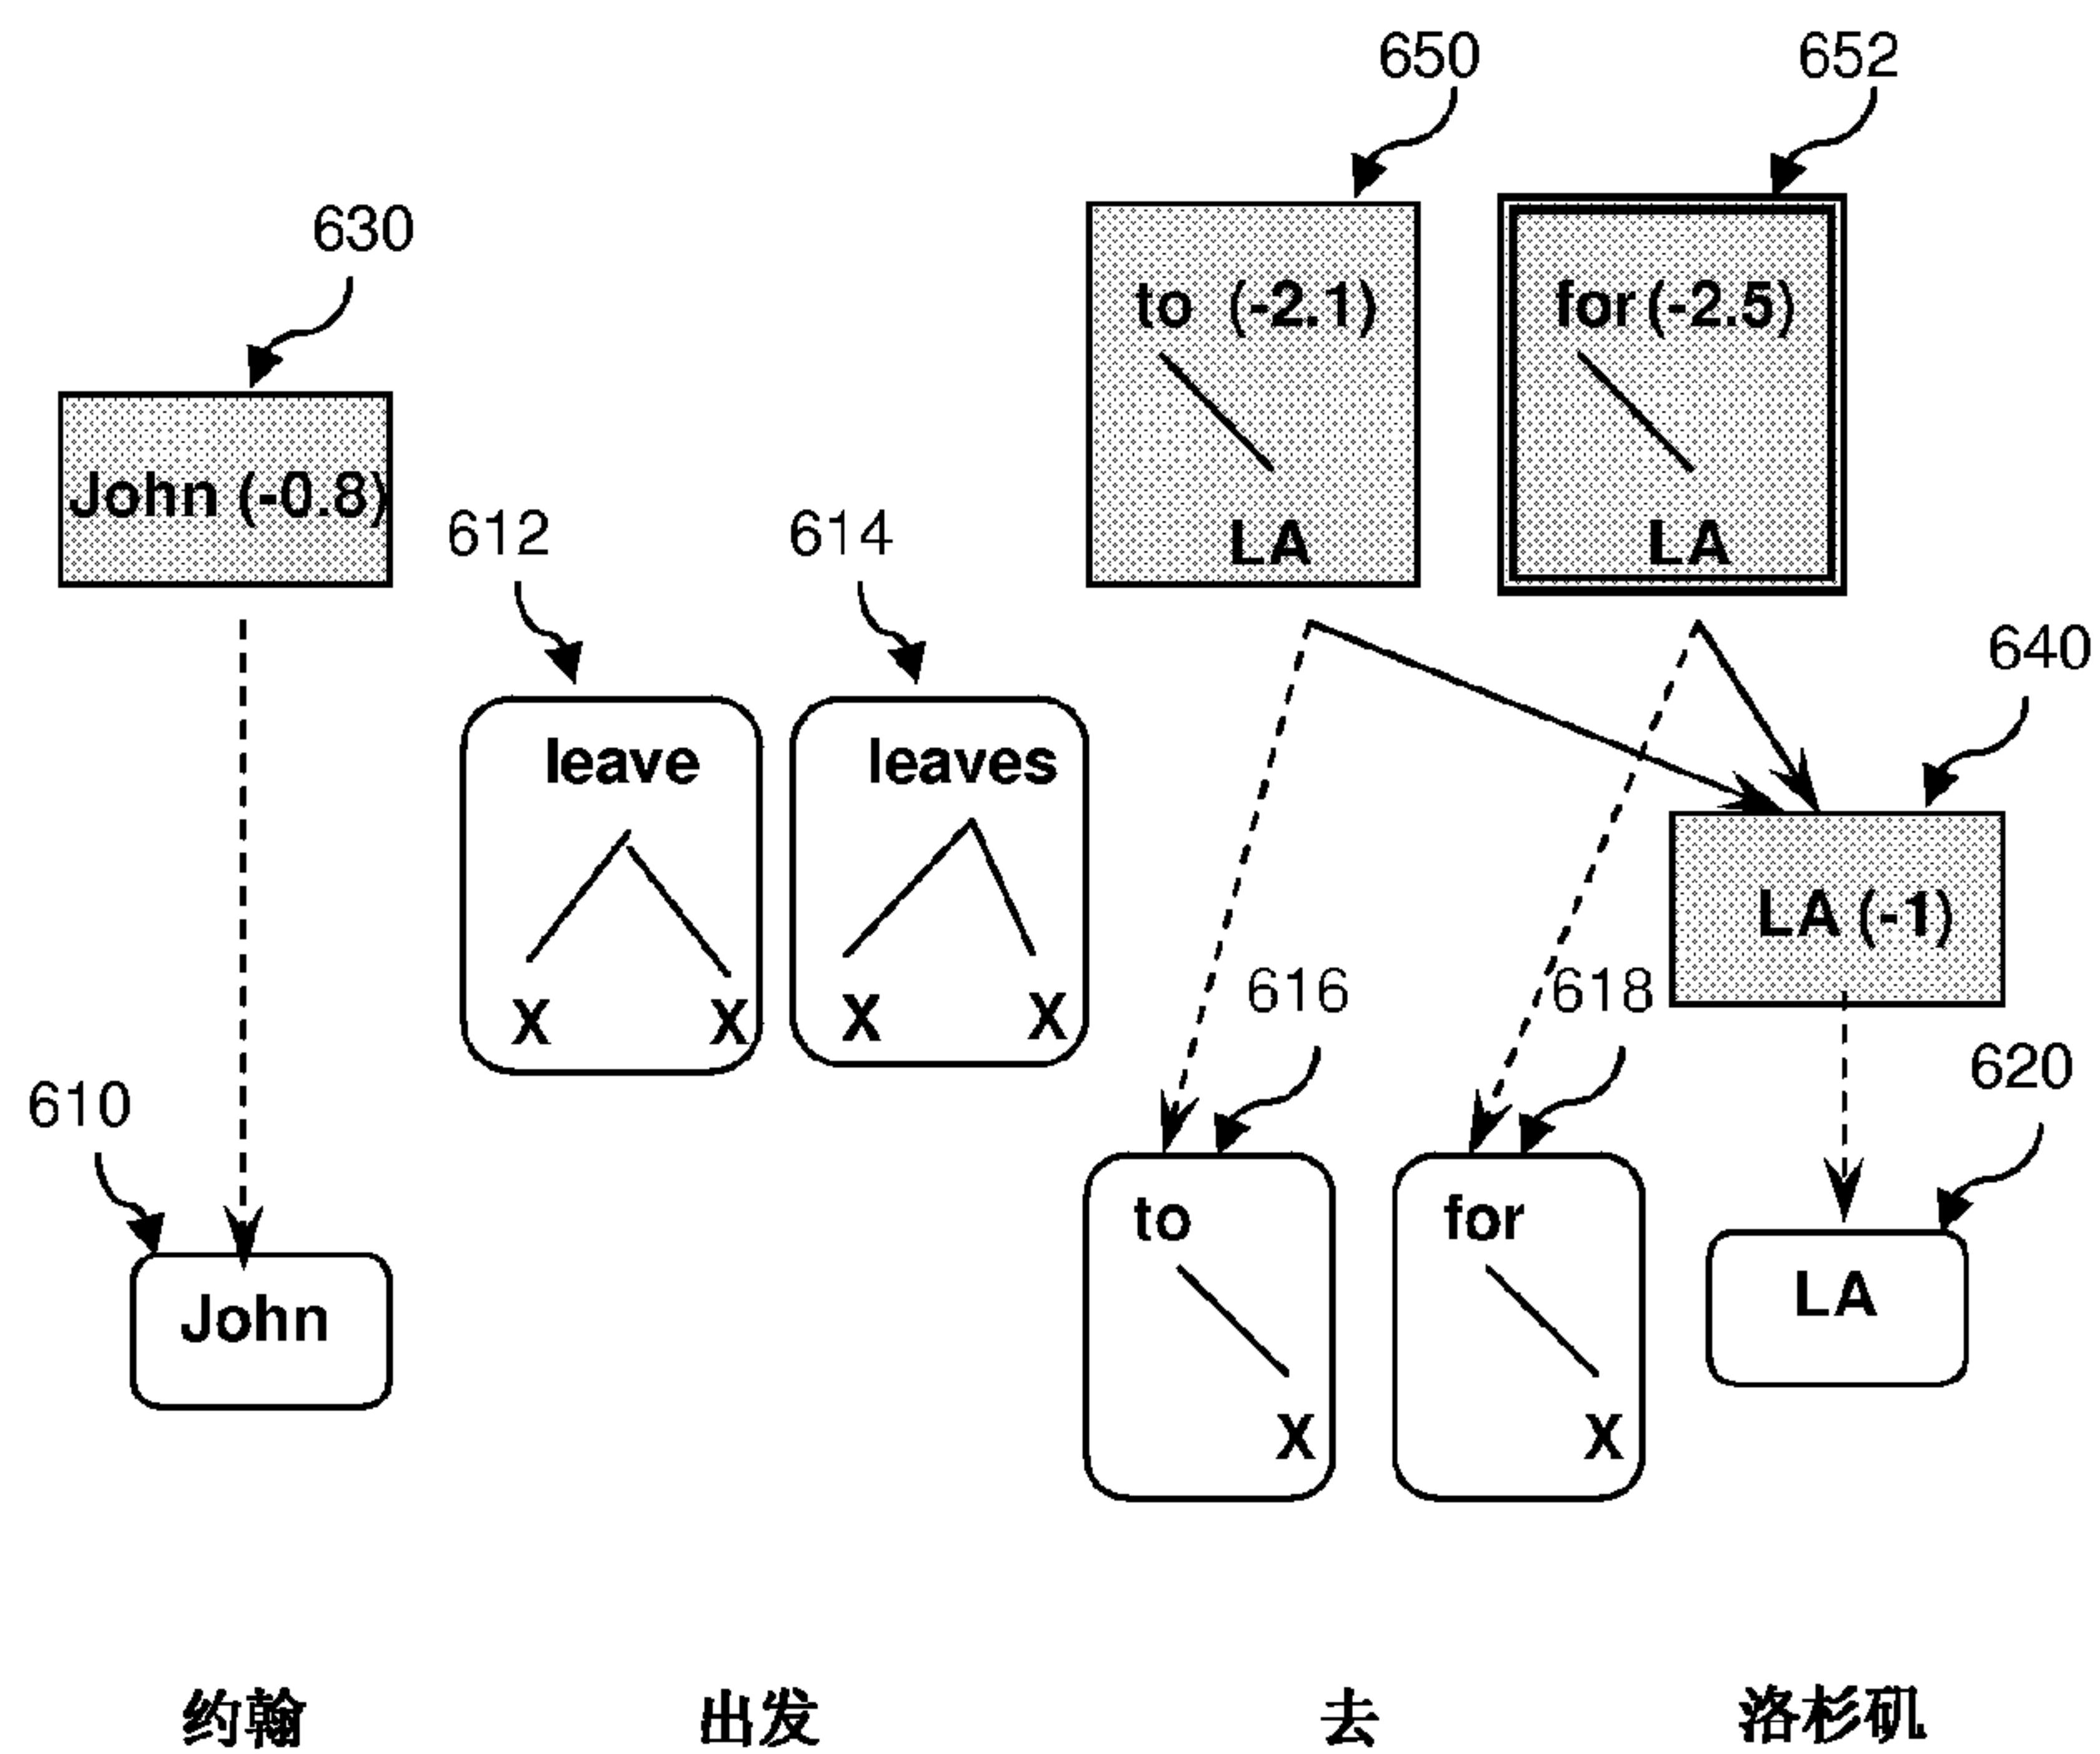 650
652
630
to (-2.1)
LA
for (-2.5)
LA
John (-0.8)
612
614
640
leave
X X
leaves
X X
LA (-1)
616
618
620
610
to
X
for
X
LA
John
约翰 出发 去 洛杉矶